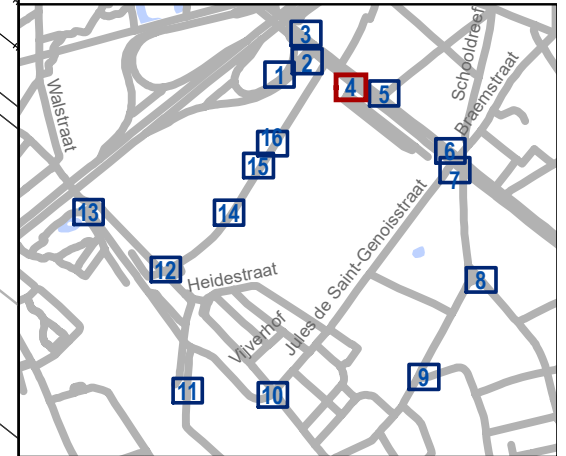 3
2
1
4
5
Schooldreef
Braemstraat
Walstraat
16
6
15
7
13
14
Jules de Saint-Genoisstraat
12
Heidestraat
8
Vijverhof
9
11
10